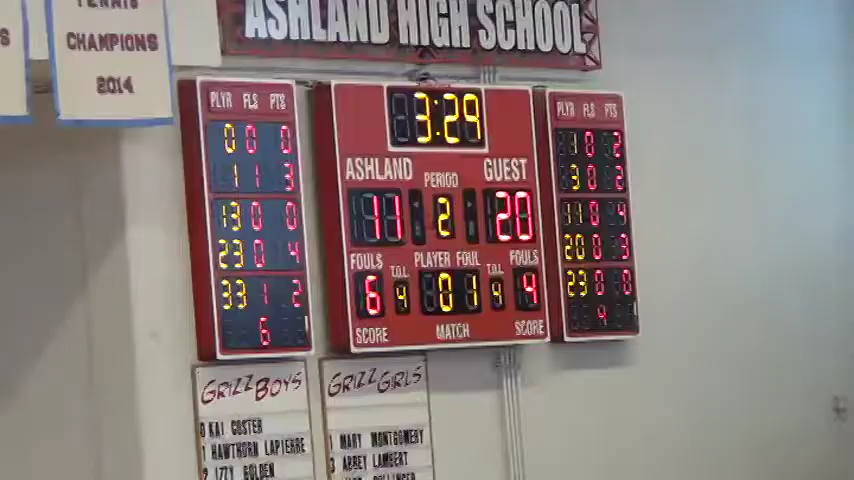 S
TENNIS
CHAMPIONS
2014
ASHLAND HIGH SCHOOL
PLYR FLS PTS
0 0 0
1 1 3
13 0 0
23 0 4
33 1 2
6
3:29
ASHLAND GUEST
PERIOD
11 2 20
FOULS PLAYER FOUL FOULS
T.O.L T.O.L
6 4 01 4 4
SCORE MATCH SCORE
PLYR FLS PTS
1 0 2
3 0 2
11 0 4
20 0 3
23 0
4
GRIZZ BOYS
0 KAI COSTER
1 HAWTHORN LAPIERRE
2 IZZY GOLDEN
GRIZZ GIRLS
1 MARY MONTGOMERY
3 ABBEY LAMBERT